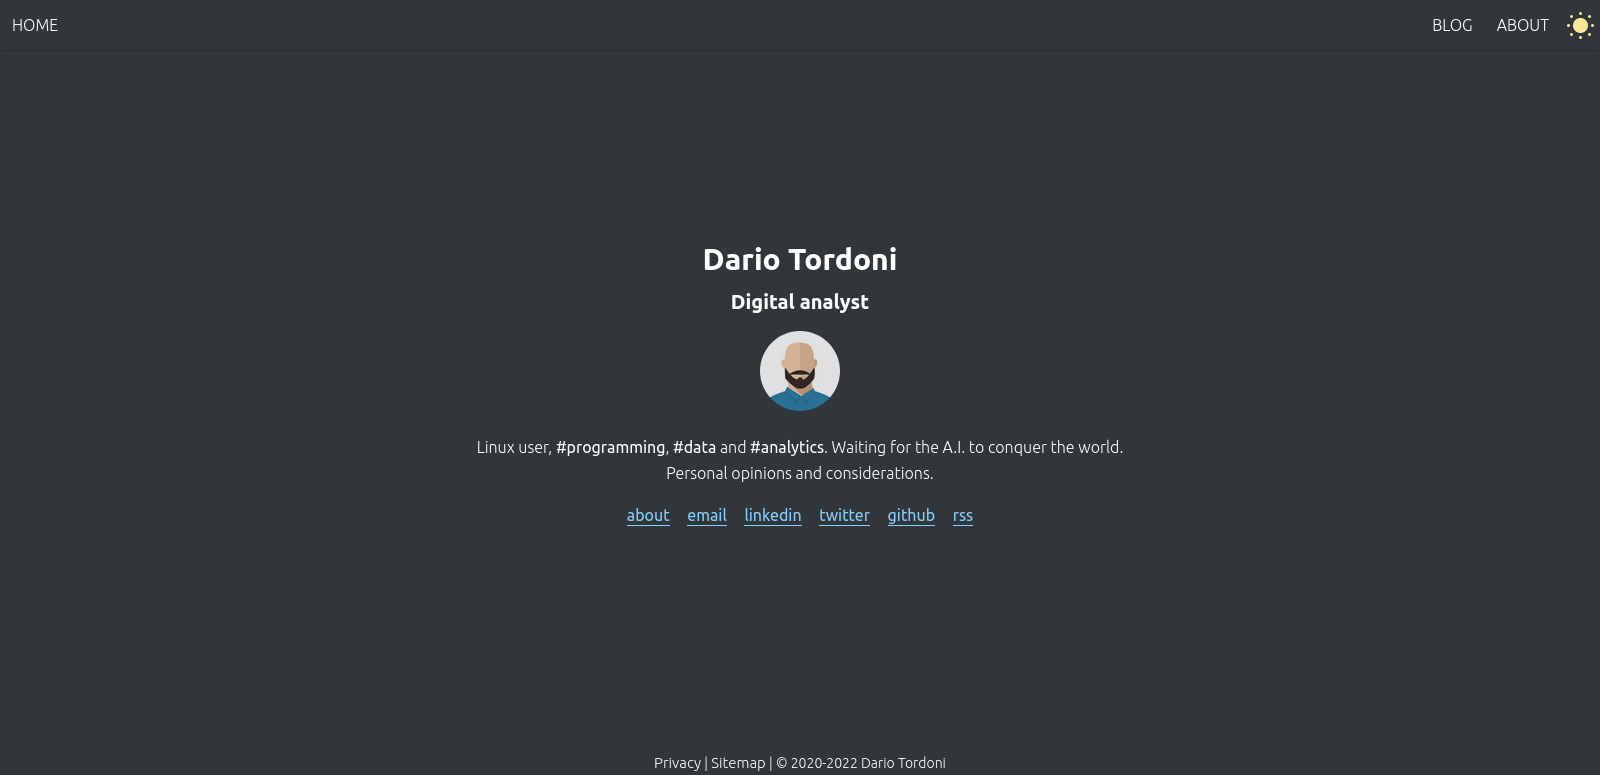 HOME BLOG ABOUT
Dario Tordoni
Digital analyst
Linux user, #programming, #data and #analytics. Waiting for the A.I. to conquer the world.
Personal opinions and considerations.
about email linkedin twitter github rss
Privacy | Sitemap | © 2020-2022 Dario Tordoni